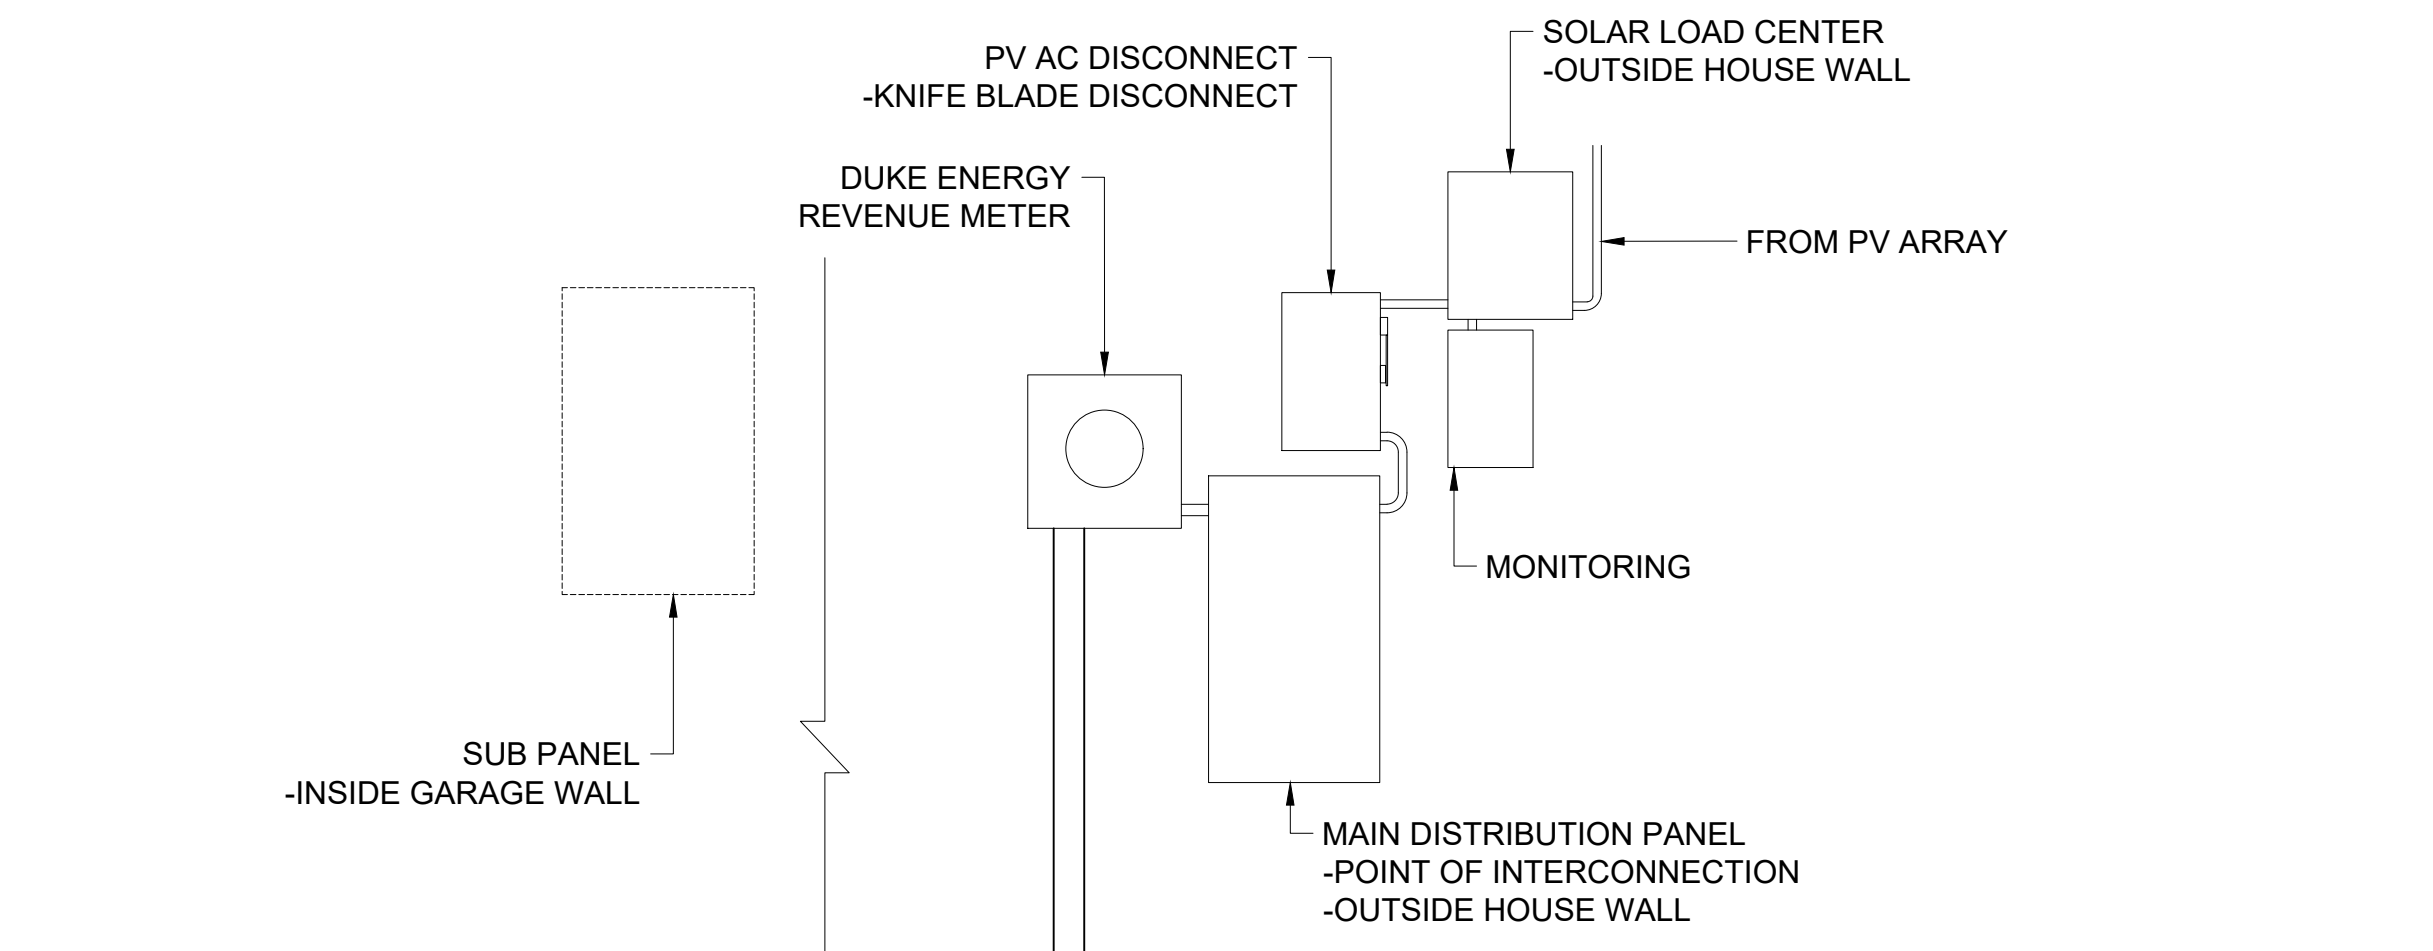 SOLAR LOAD CENTER
-OUTSIDE HOUSE WALL
PV AC DISCONNECT
-KNIFE BLADE DISCONNECT
DUKE ENERGY
REVENUE METER
FROM PV ARRAY
MONITORING
SUB PANEL
-INSIDE GARAGE WALL
MAIN DISTRIBUTION PANEL
-POINT OF INTERCONNECTION
-OUTSIDE HOUSE WALL